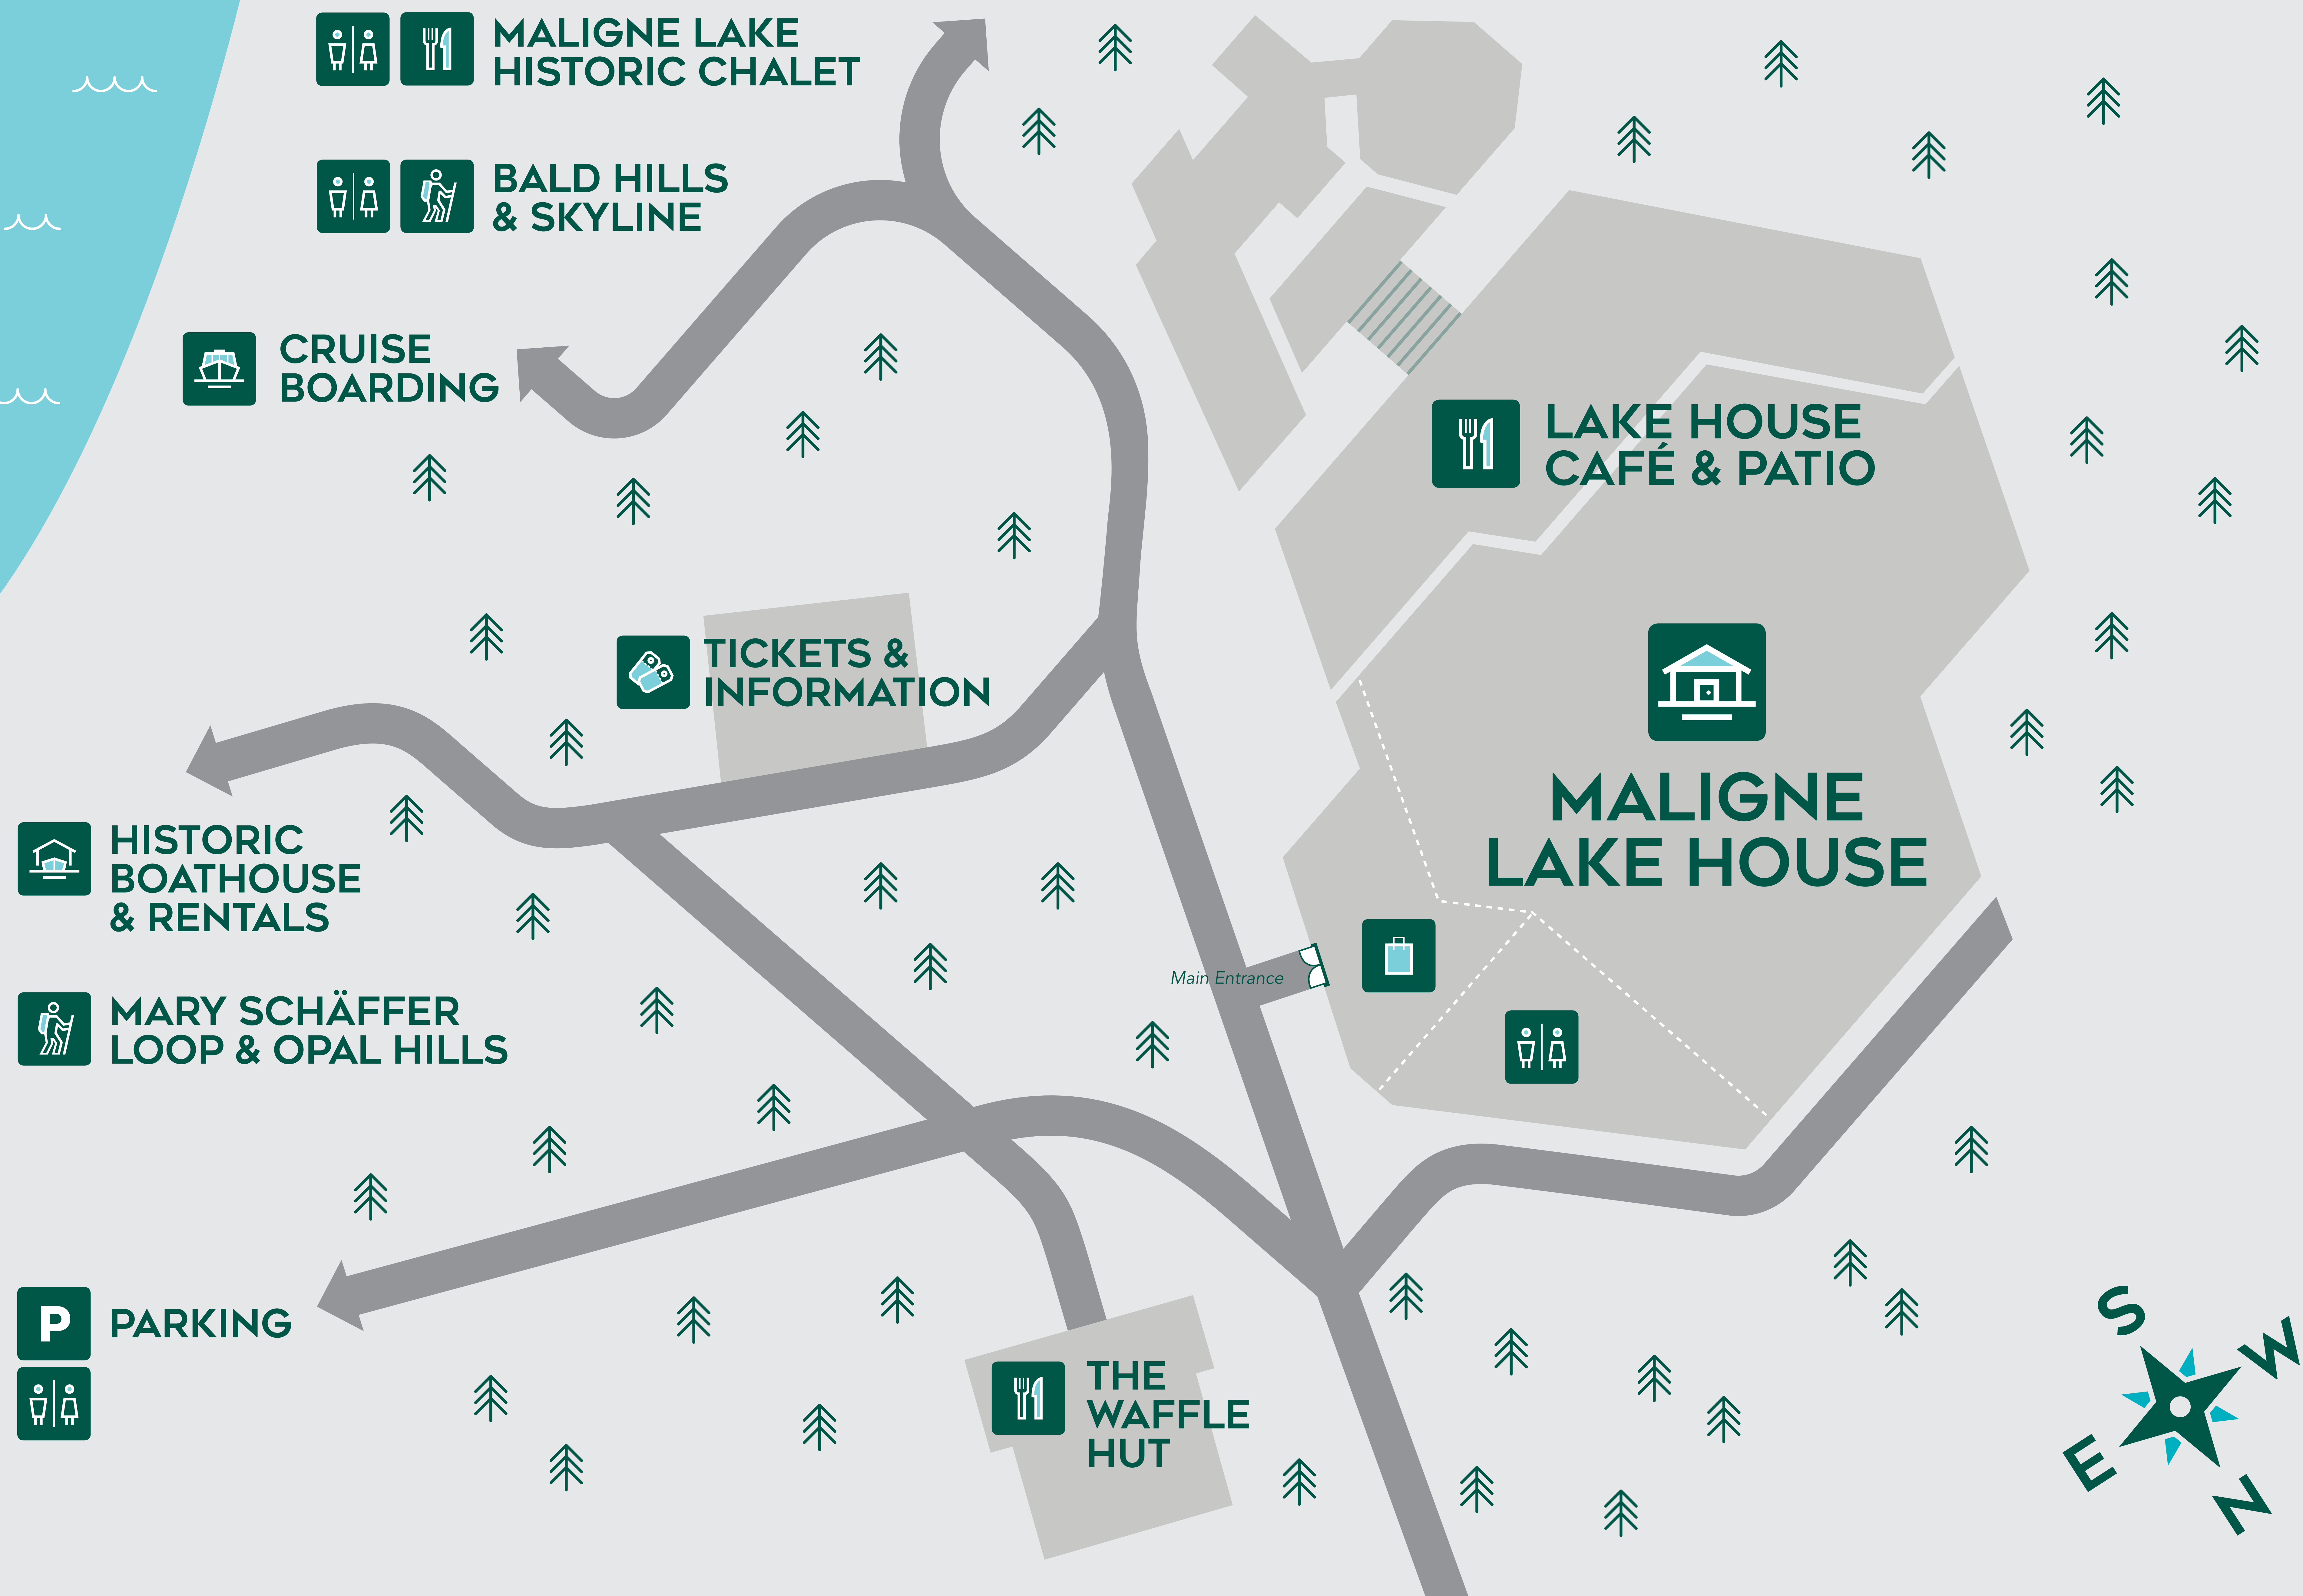 MALIGNE LAKE
HISTORIC CHALET
BALD HILLS
& SKYLINE
CRUISE
BOARDING
LAKE HOUSE
CAFÉ & PATIO
TICKETS &
INFORMATION
MALIGNE
LAKE HOUSE
HISTORIC
BOATHOUSE
& RENTALS
Main Entrance
MARY SCHÄFFER
LOOP & OPAL HILLS
P
PARKING
THE
WAFFLE
HUT
S
W
E
N